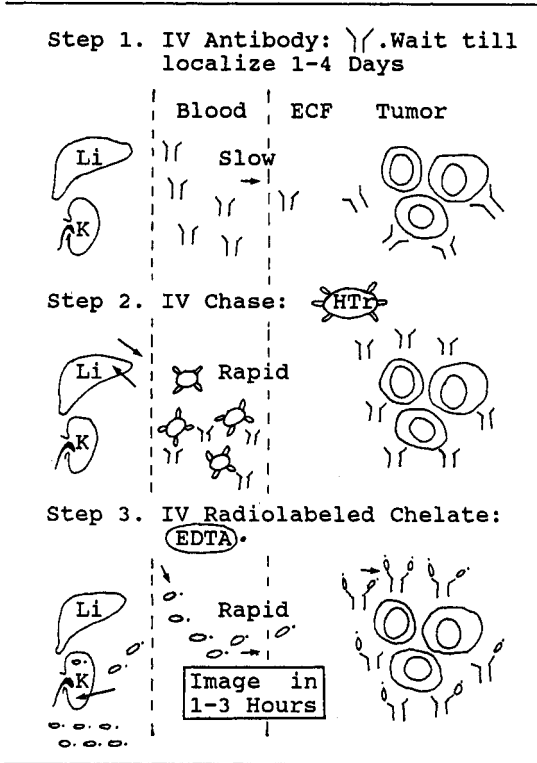 Step 1. IV Antibody: .Wait till
localize 1-4 Days
Blood ECF Tumor
Li Slow
K
Step 2. IV Chase: HTr
Li Rapid
K
Step 3. IV Radiolabeled Chelate:
EDTA
Li Rapid
K
Image in
1-3 Hours